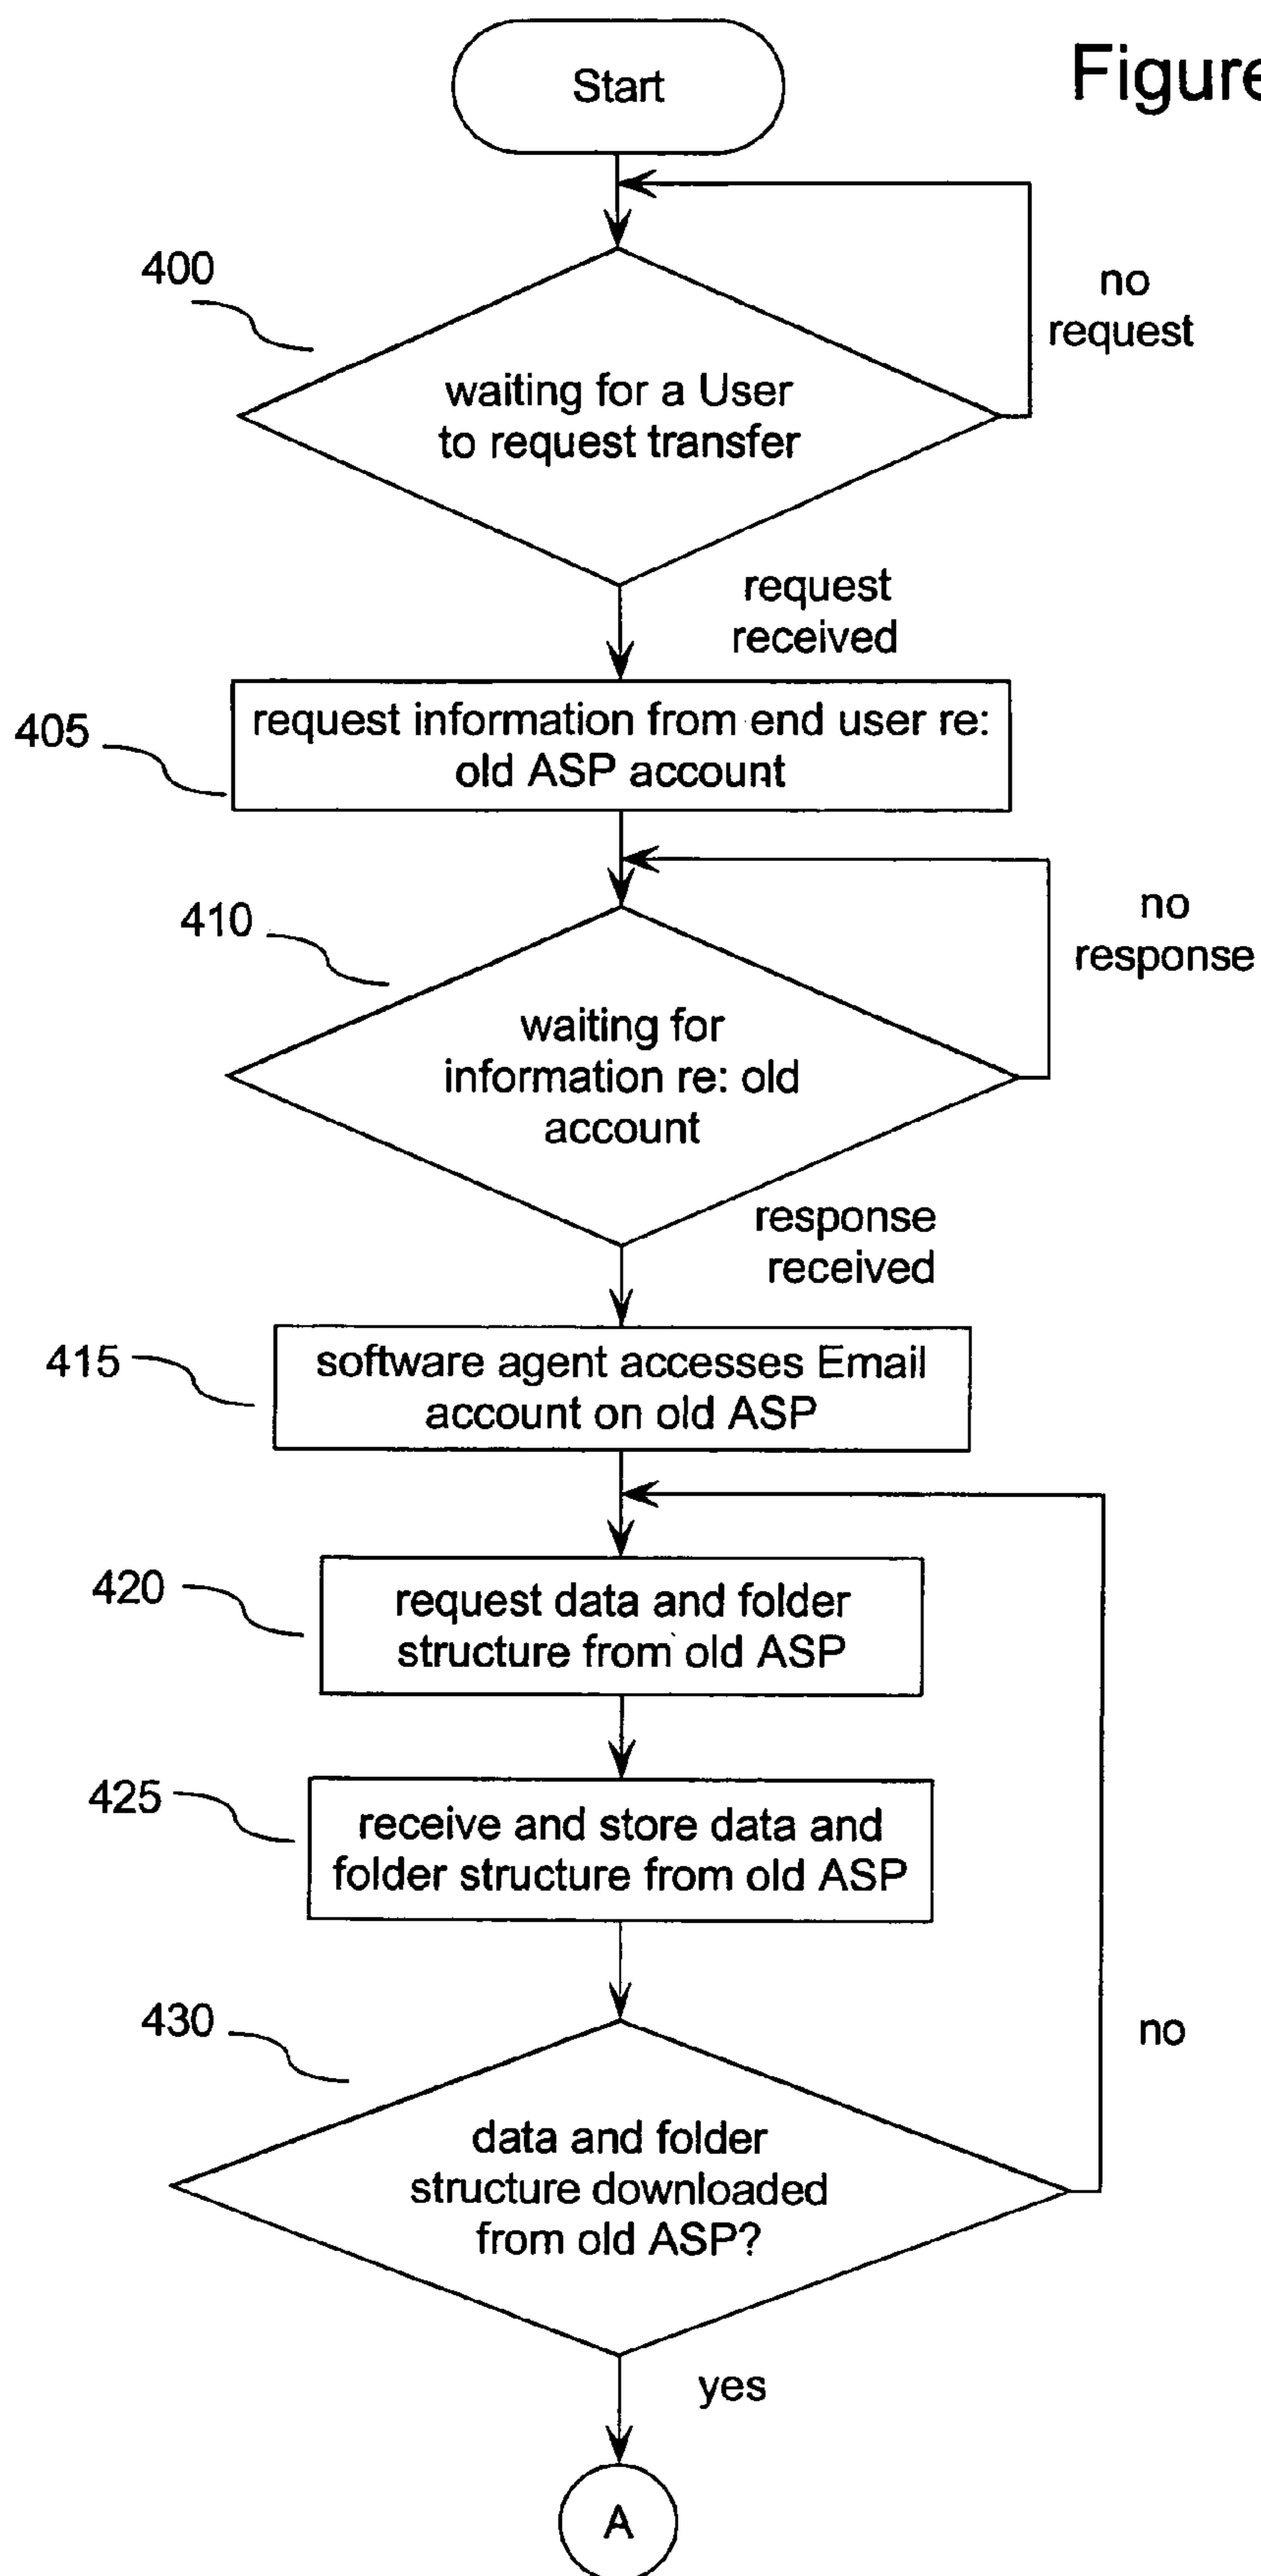 Figure
Start
400
no
request
waiting for a User
to request transfer
request
received
405
request information from end user re:
old ASP account
410
no
response
waiting for
information re: old
account
response
received
415
software agent accesses Email
account on old ASP
420
request data and folder
structure from old ASP
425
receive and store data and
folder structure from old ASP
430
no
data and folder
structure downloaded
from old ASP?
yes
A